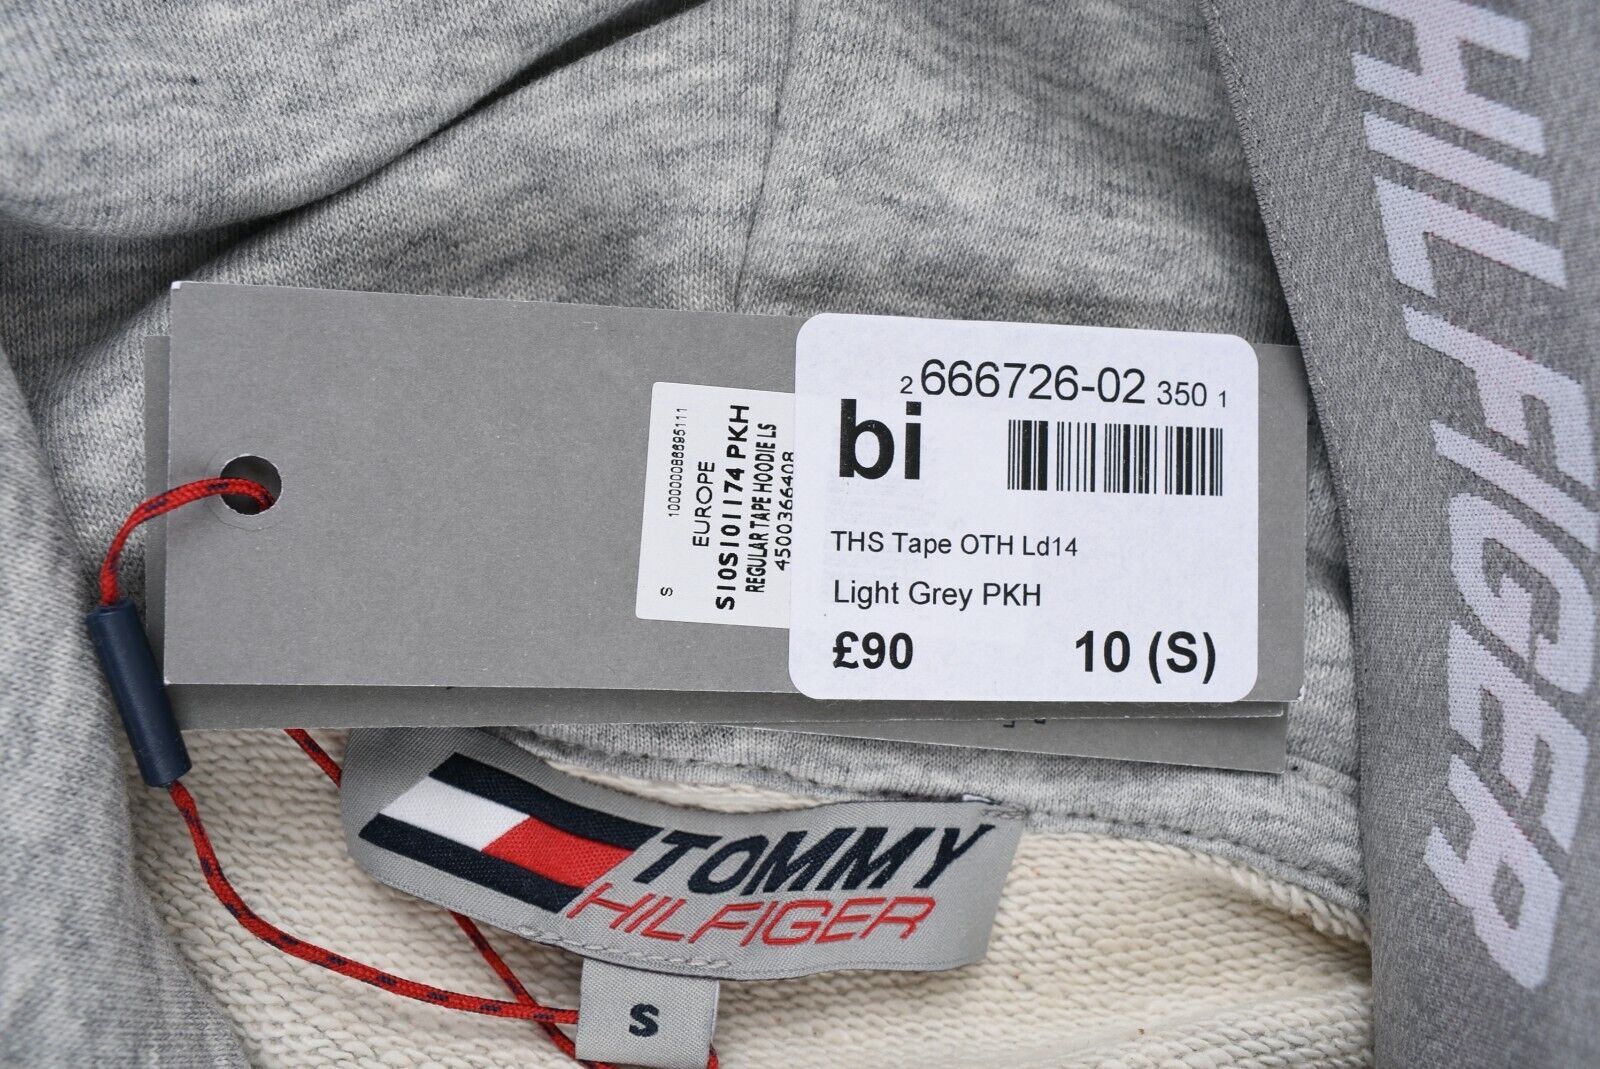 2 666726-02 350 1
bi
THS Tape OTH Ld14
Light Grey PKH
£90 10 (S)
S 10000008695111
EUROPE
S10S101174 PKH
REGULAR TAPE HOODIE LS
4500366408
TOMMY
HILFIGER
S
HILFIGER